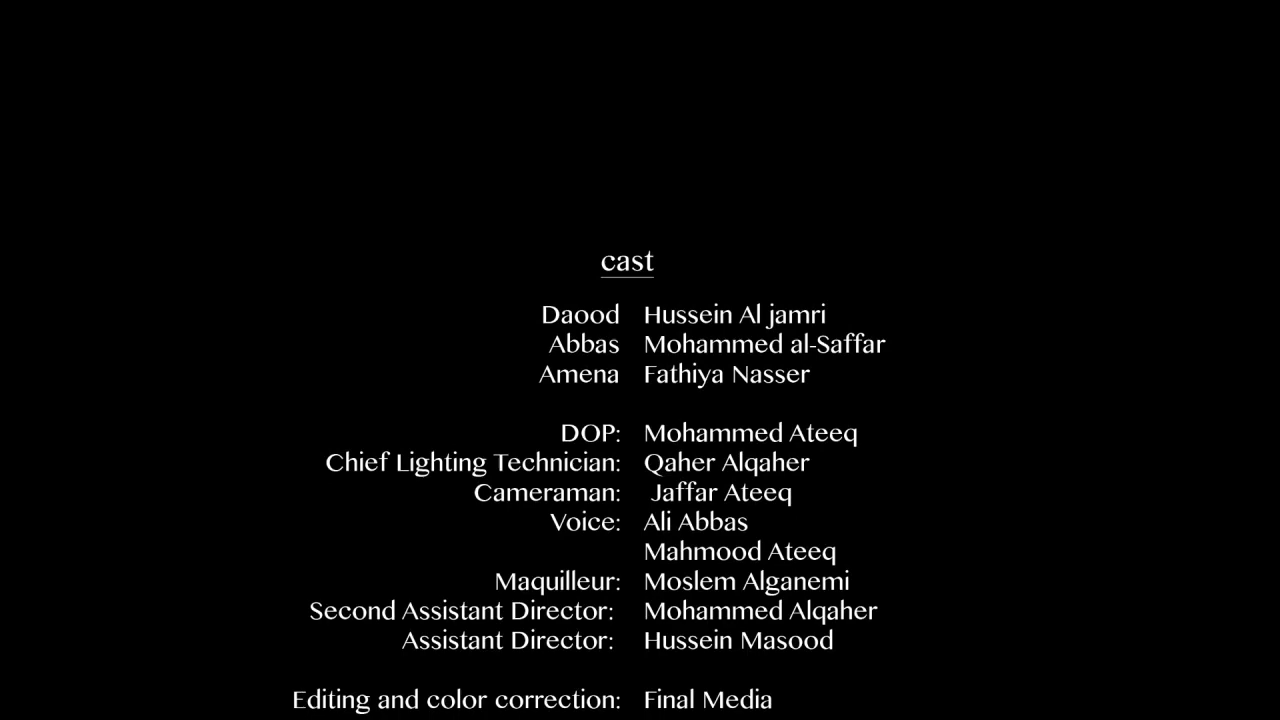 cast
Daood Hussein Al jamri
Abbas Mohammed al-Saffar
Amena Fathiya Nasser
DOP: Mohammed Ateeq
Chief Lighting Technician: Qaher Alqaher
Cameraman: Jaffar Ateeq
Voice: Ali Abbas
Mahmood Ateeq
Maquilleur: Moslem Alganemi
Second Assistant Director: Mohammed Alqaher
Assistant Director: Hussein Masood
Editing and color correction: Final Media